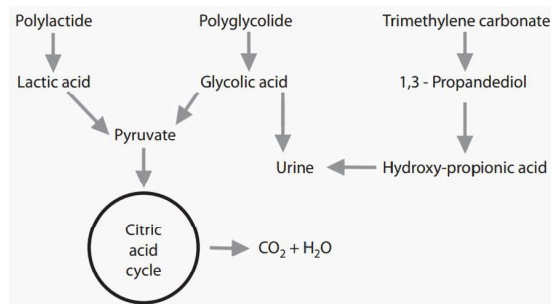 Polylactide
Polyglycolide
Trimethylene carbonate
Lactic acid
Glycolic acid
1,3 - Propandediol
Pyruvate
Urine
Hydroxy-propionic acid
Citric
acid
cycle
CO₂ + H₂O